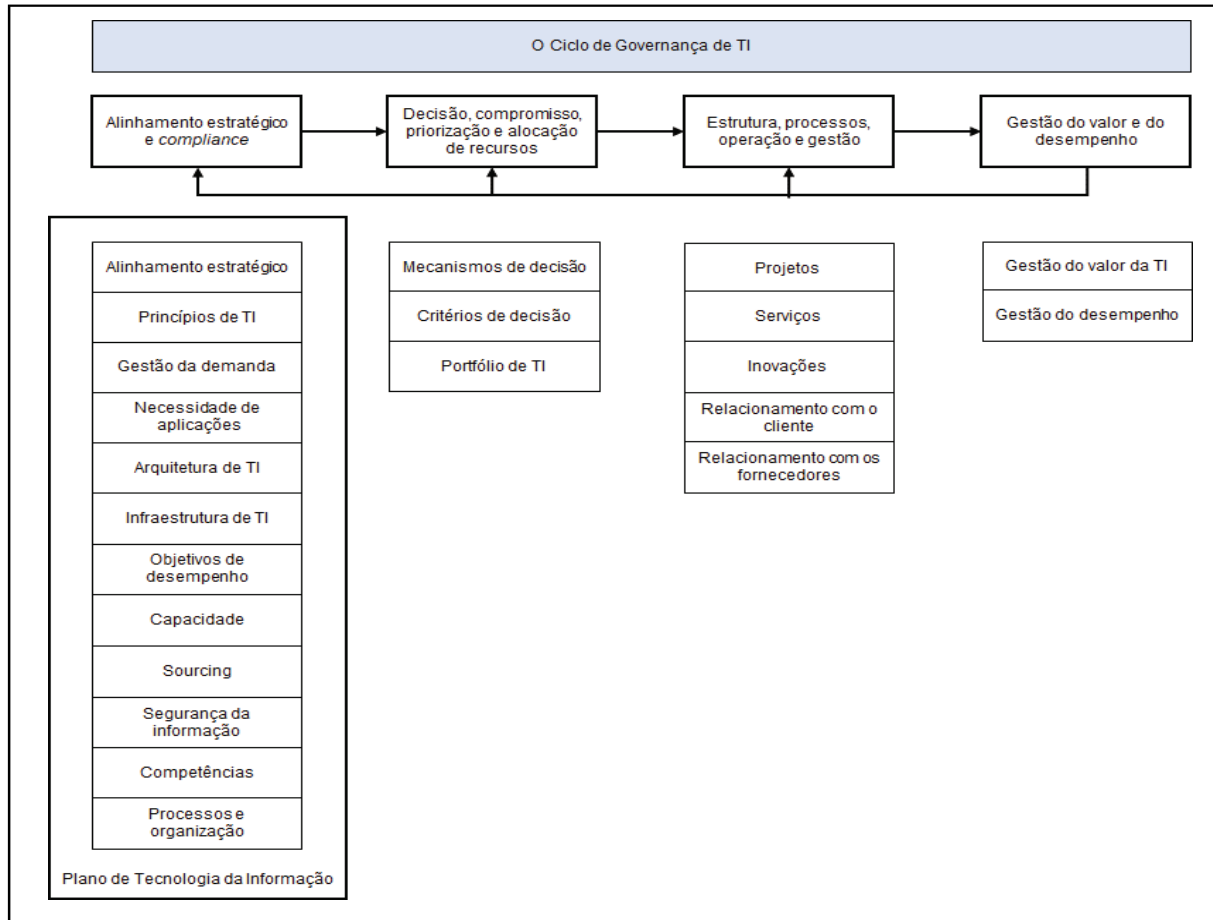 O Ciclo de Governança de TI
Alinhamento estratégico
e compliance
Decisão, compromisso,
priorização e alocação
de recursos
Estrutura, processos,
operação e gestão
Gestão do valor e do
desempenho
Alinhamento estratégico
Princípios de TI
Gestão da demanda
Necessidade de
aplicações
Arquitetura de TI
Infraestrutura de TI
Objetivos de
desempenho
Capacidade
Sourcing
Segurança da
informação
Competências
Processos e
organização
Plano de Tecnologia da Informação
Mecanismos de decisão
Critérios de decisão
Portfólio de TI
Projetos
Serviços
Inovações
Relacionamento com o
cliente
Relacionamento com os
fornecedores
Gestão do valor da TI
Gestão do desempenho